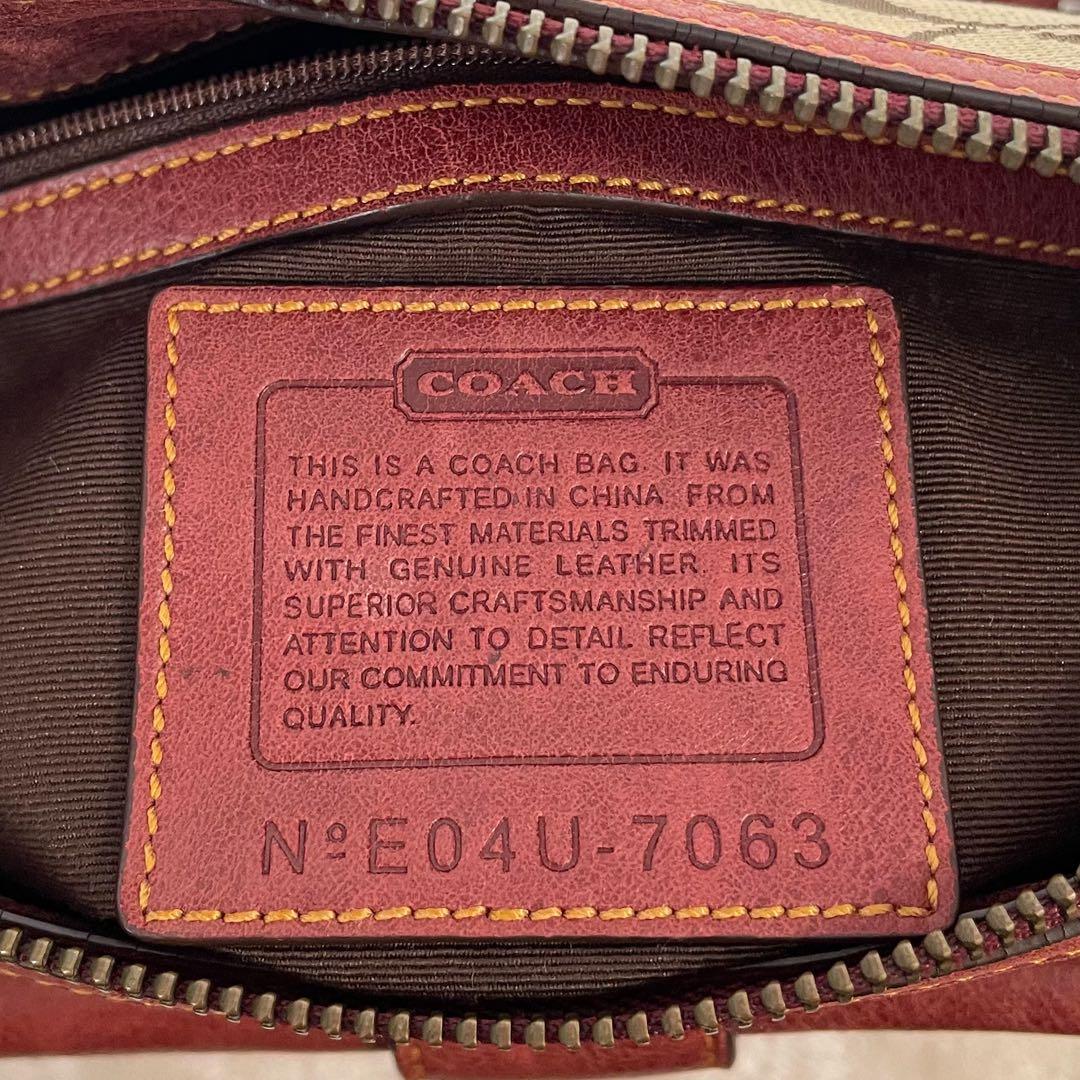 COACH
THIS IS A COACH BAG. IT WAS
HANDCRAFTED IN CHINA FROM
THE FINEST MATERIALS TRIMMED
WITH GENUINE LEATHER. ITS
SUPERIOR CRAFTSMANSHIP AND
ATTENTION TO DETAIL REFLECT
OUR COMMITMENT TO ENDURING
QUALITY.
Nº E04U-7063